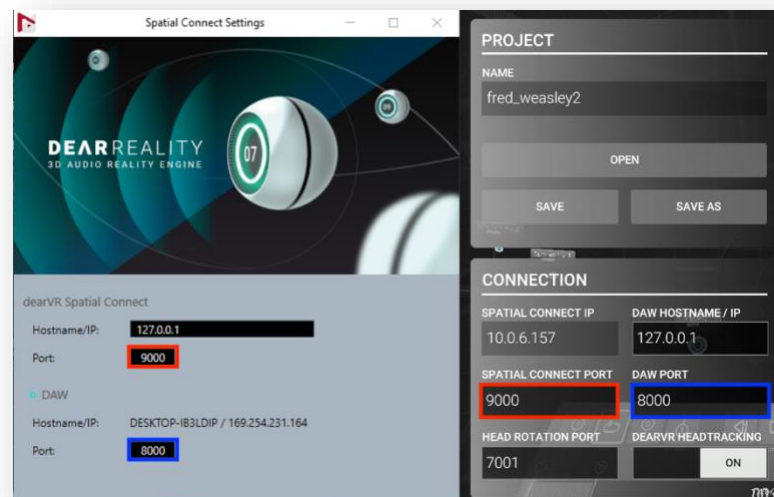 Spatial Connect Settings
DEARREALITY
3D AUDIO REALITY ENGINE
07
dearVR Spatial Connect
Hostname/IP: 127.0.0.1
Port: 9000
DAW
Hostname/IP: DESKTOP-IB3LDIP / 169.254.231.164
Port: 8000
PROJECT
NAME
fred_weasley2
OPEN
SAVE SAVE AS
CONNECTION
SPATIAL CONNECT IP DAW HOSTNAME / IP
10.0.6.157 127.0.0.1
SPATIAL CONNECT PORT DAW PORT
9000 8000
HEAD ROTATION PORT DEARVR HEADTRACKING
7001 ON